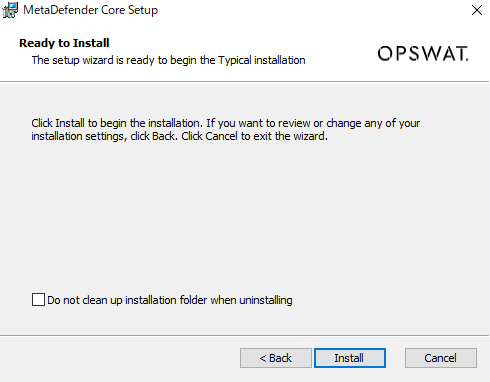 MetaDefender Core Setup
Ready to Install
The setup wizard is ready to begin the Typical installation
OPSWAT.
Click Install to begin the installation. If you want to review or change any of your
installation settings, click Back. Click Cancel to exit the wizard.
Do not clean up installation folder when uninstalling
< Back
Install
Cancel